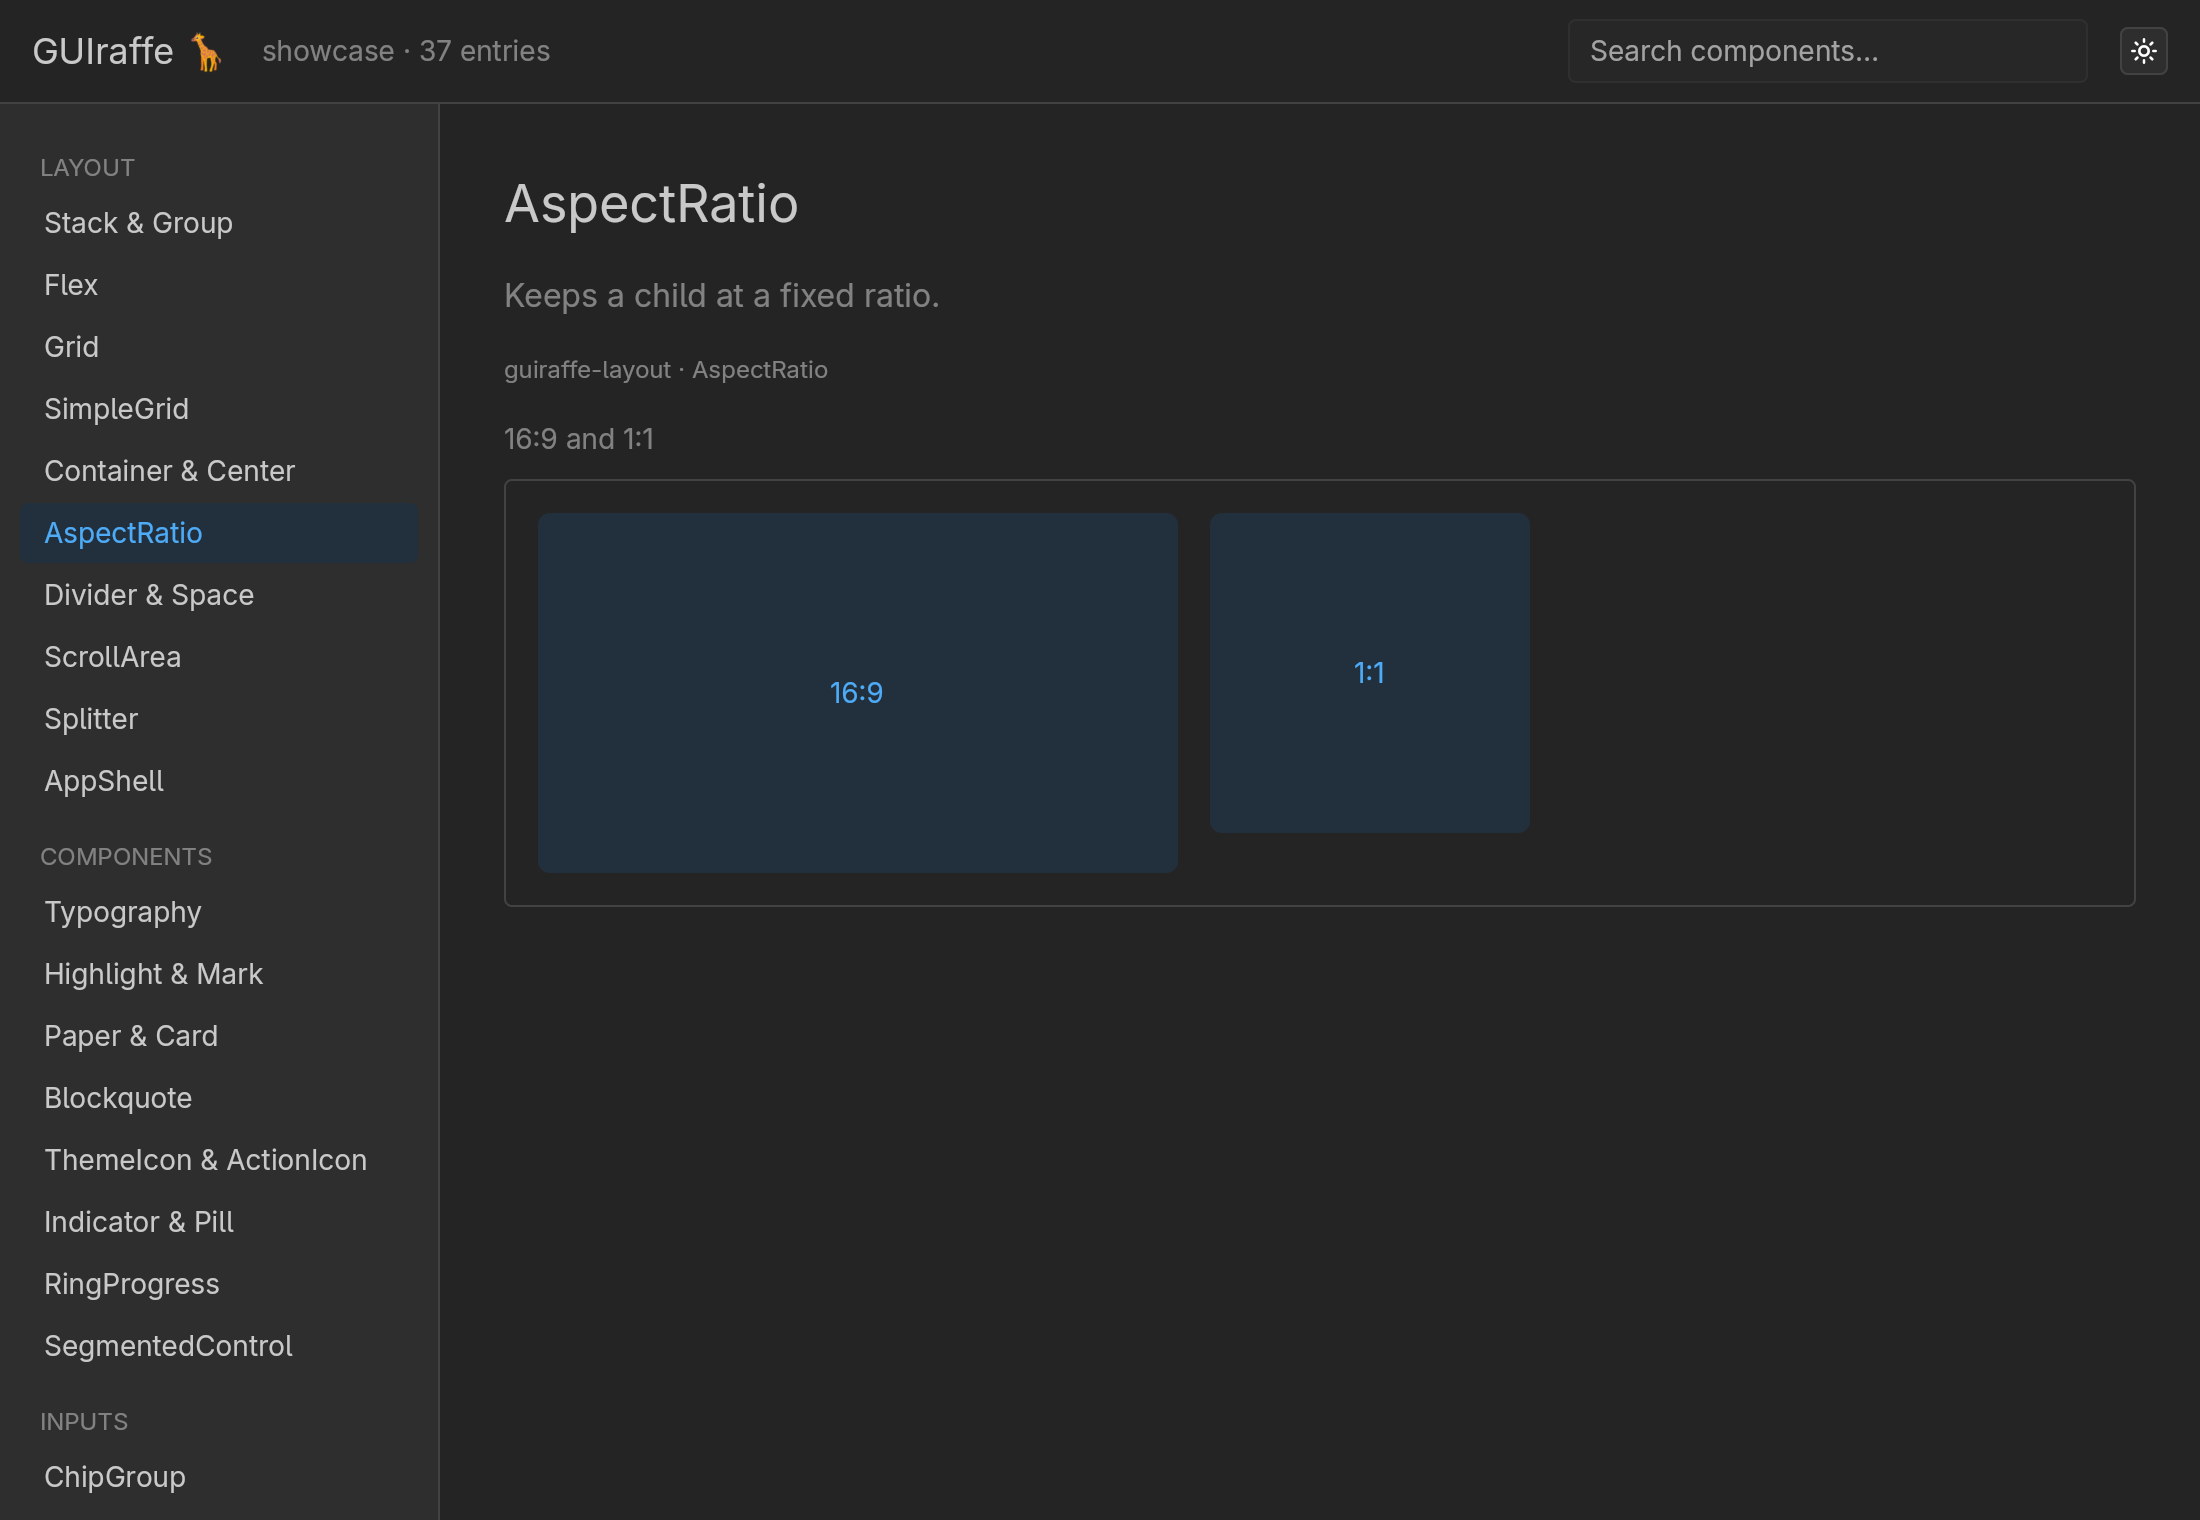 GUIraffe 🦒 showcase · 37 entries
Search components...
LAYOUT
Stack & Group
Flex
Grid
SimpleGrid
Container & Center
AspectRatio
Divider & Space
ScrollArea
Splitter
AppShell
COMPONENTS
Typography
Highlight & Mark
Paper & Card
Blockquote
ThemeIcon & ActionIcon
Indicator & Pill
RingProgress
SegmentedControl
INPUTS
ChipGroup
AspectRatio
Keeps a child at a fixed ratio.
guiraffe-layout · AspectRatio
16:9 and 1:1
16:9
1:1